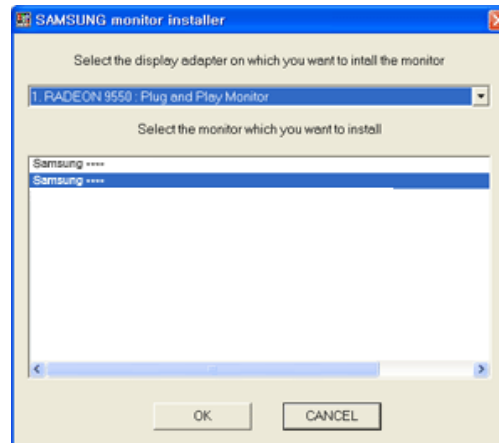 SAMSUNG monitor installer
Select the display adapter on which you want to intall the monitor
1. RADEON 9550 : Plug and Play Monitor
Select the monitor which you want to install
Samsung ----
Samsung ----
OK
CANCEL